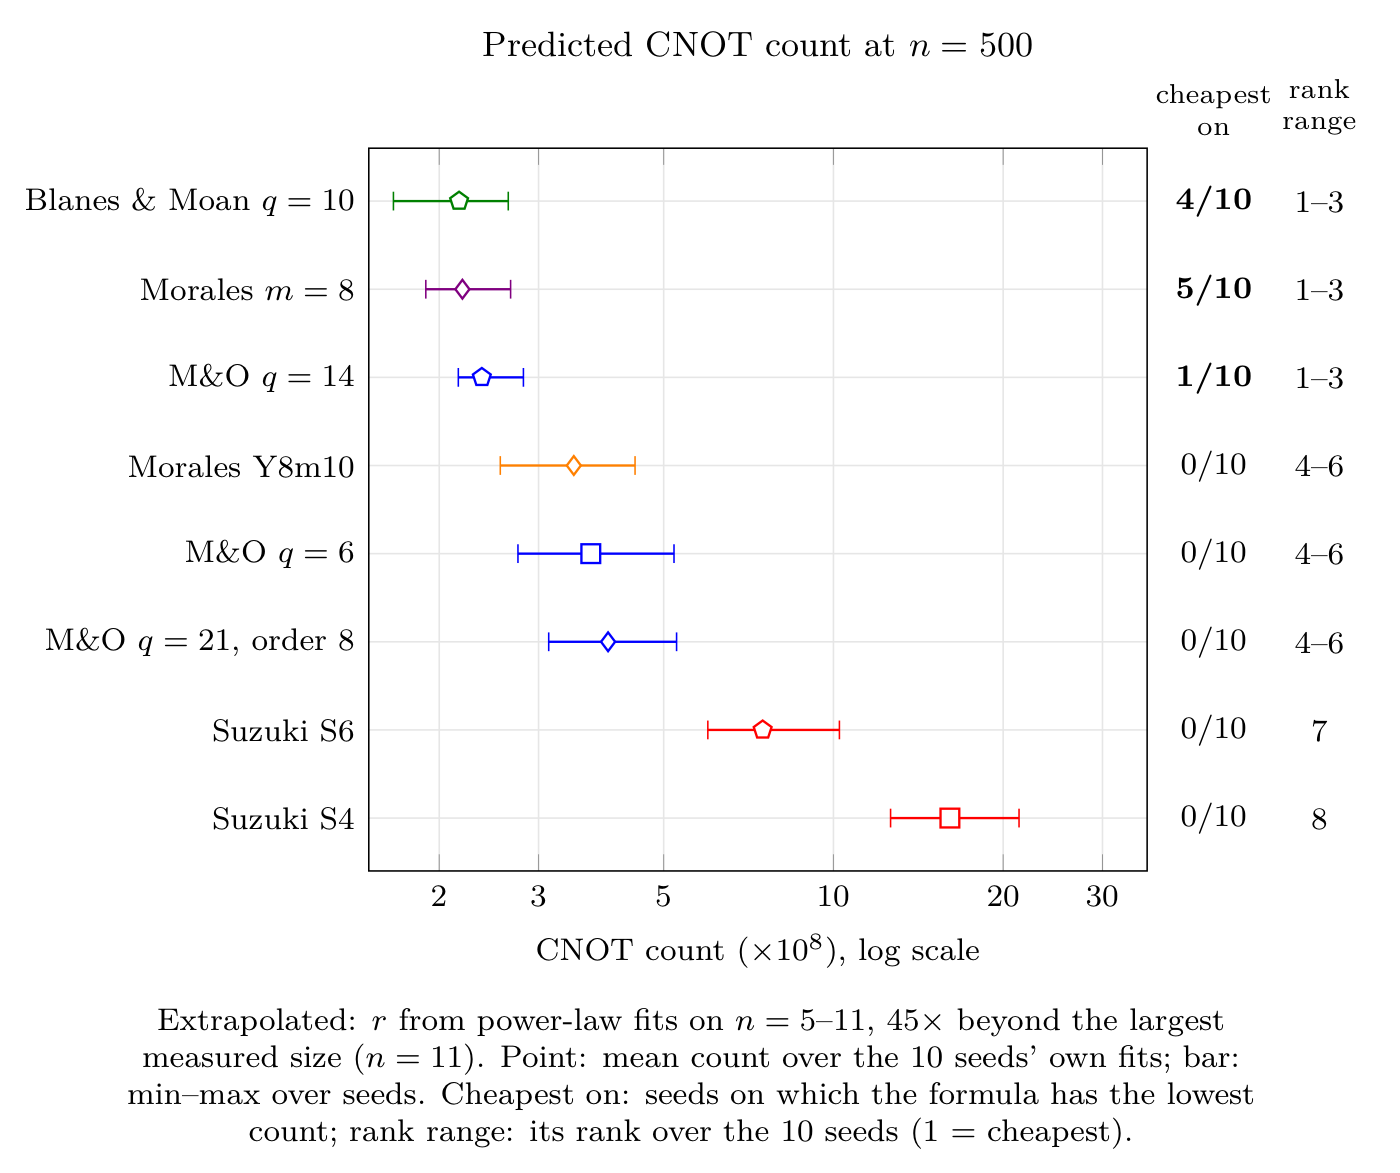 Predicted CNOT count at n = 500
cheapest on
rank range
Blanes & Moan q = 10
4/10
1–3
Morales m = 8
5/10
1–3
M&O q = 14
1/10
1–3
Morales Y8m10
0/10
4–6
M&O q = 6
0/10
4–6
M&O q = 21, order 8
0/10
4–6
Suzuki S6
0/10
7
Suzuki S4
0/10
8
2 3 5 10 20 30
CNOT count (×10⁸), log scale
Extrapolated: r from power-law fits on n = 5–11, 45× beyond the largest
measured size (n = 11). Point: mean count over the 10 seeds' own fits; bar:
min–max over seeds. Cheapest on: seeds on which the formula has the lowest
count; rank range: its rank over the 10 seeds (1 = cheapest).